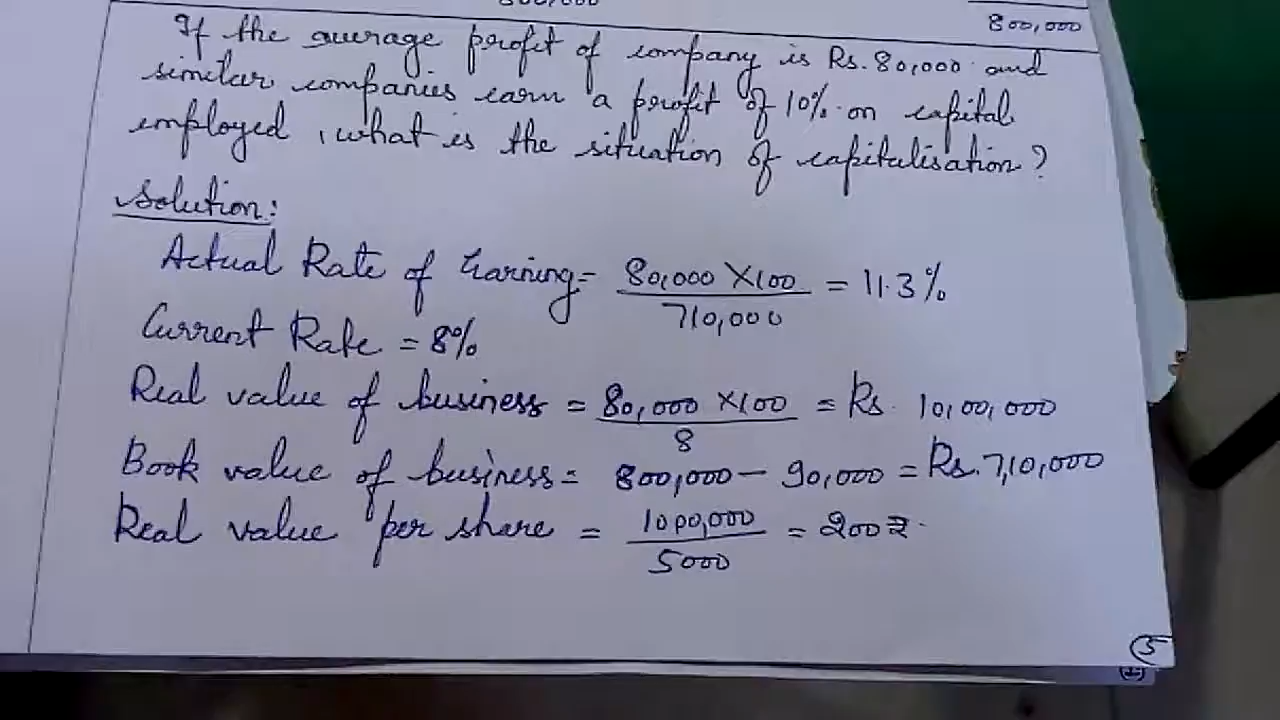 800,000
If the average profit of company is Rs. 80,000 and
similar companies earn a profit of 10% on capital
employed, what is the situation of capitalisation?
Solution:
Actual Rate of Earning = 80,000 X100 / 710,000 = 11.3%
Current Rate = 8%
Real value of business = 80,000 X100 / 8 = Rs. 10,00,000
Book value of business = 800,000 - 90,000 = Rs. 7,10,000
Real value per share = 1000,000 / 5000 = 200₹
5